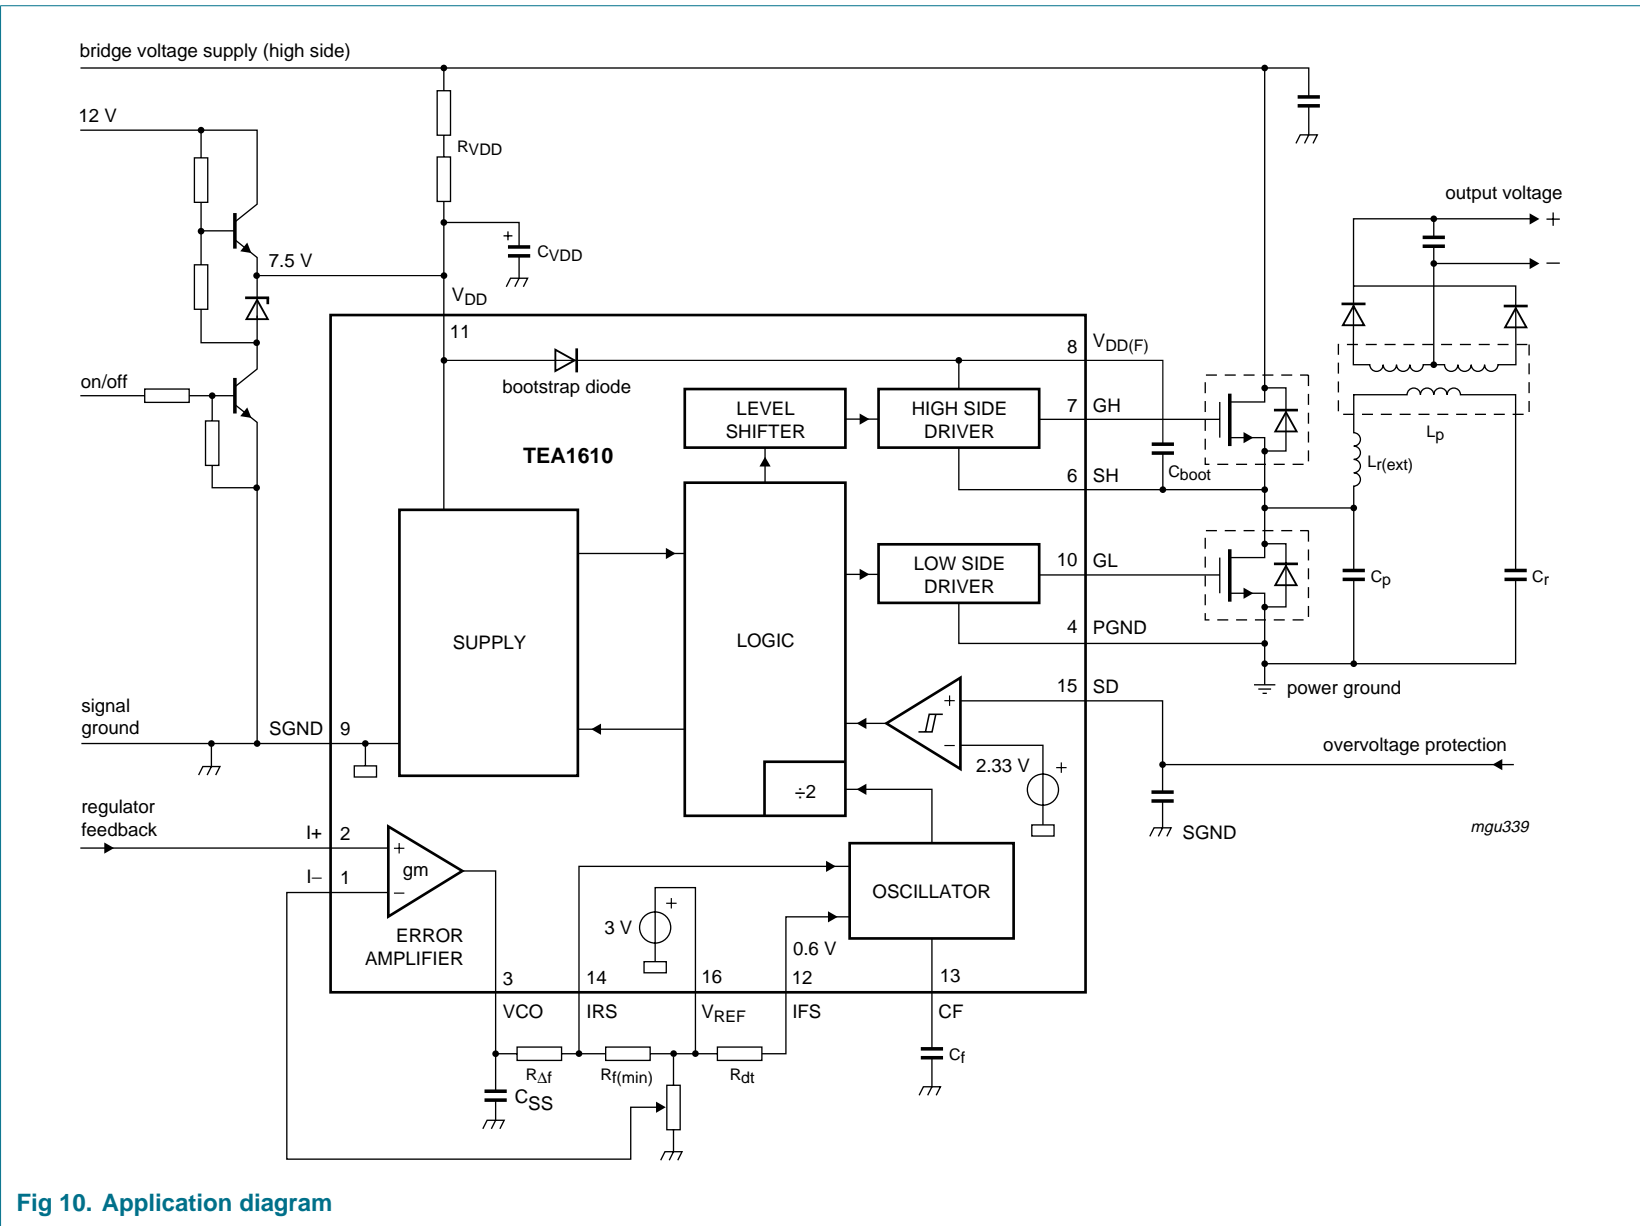 bridge voltage supply (high side)
12 V
RVDD
output voltage
+
−
7.5 V
+
CVDD
VDD
11
8
VDD(F)
bootstrap diode
on/off
LEVEL
SHIFTER
HIGH SIDE
DRIVER
7
GH
Lp
TEA1610
Cboot
Lr(ext)
6
SH
LOW SIDE
DRIVER
10
GL
Cp
Cr
SUPPLY
LOGIC
4
PGND
15
SD
power ground
signal
ground
SGND
9
+
−
2.33 V
+
overvoltage protection
÷2
regulator
feedback
I+
2
+
gm
I−
1
−
SGND
mgu339
OSCILLATOR
3 V
+
ERROR
AMPLIFIER
0.6 V
3
14
16
12
13
VCO
IRS
VREF
IFS
CF
RΔf
Rf(min)
Rdt
Cf
CSS
Fig 10. Application diagram